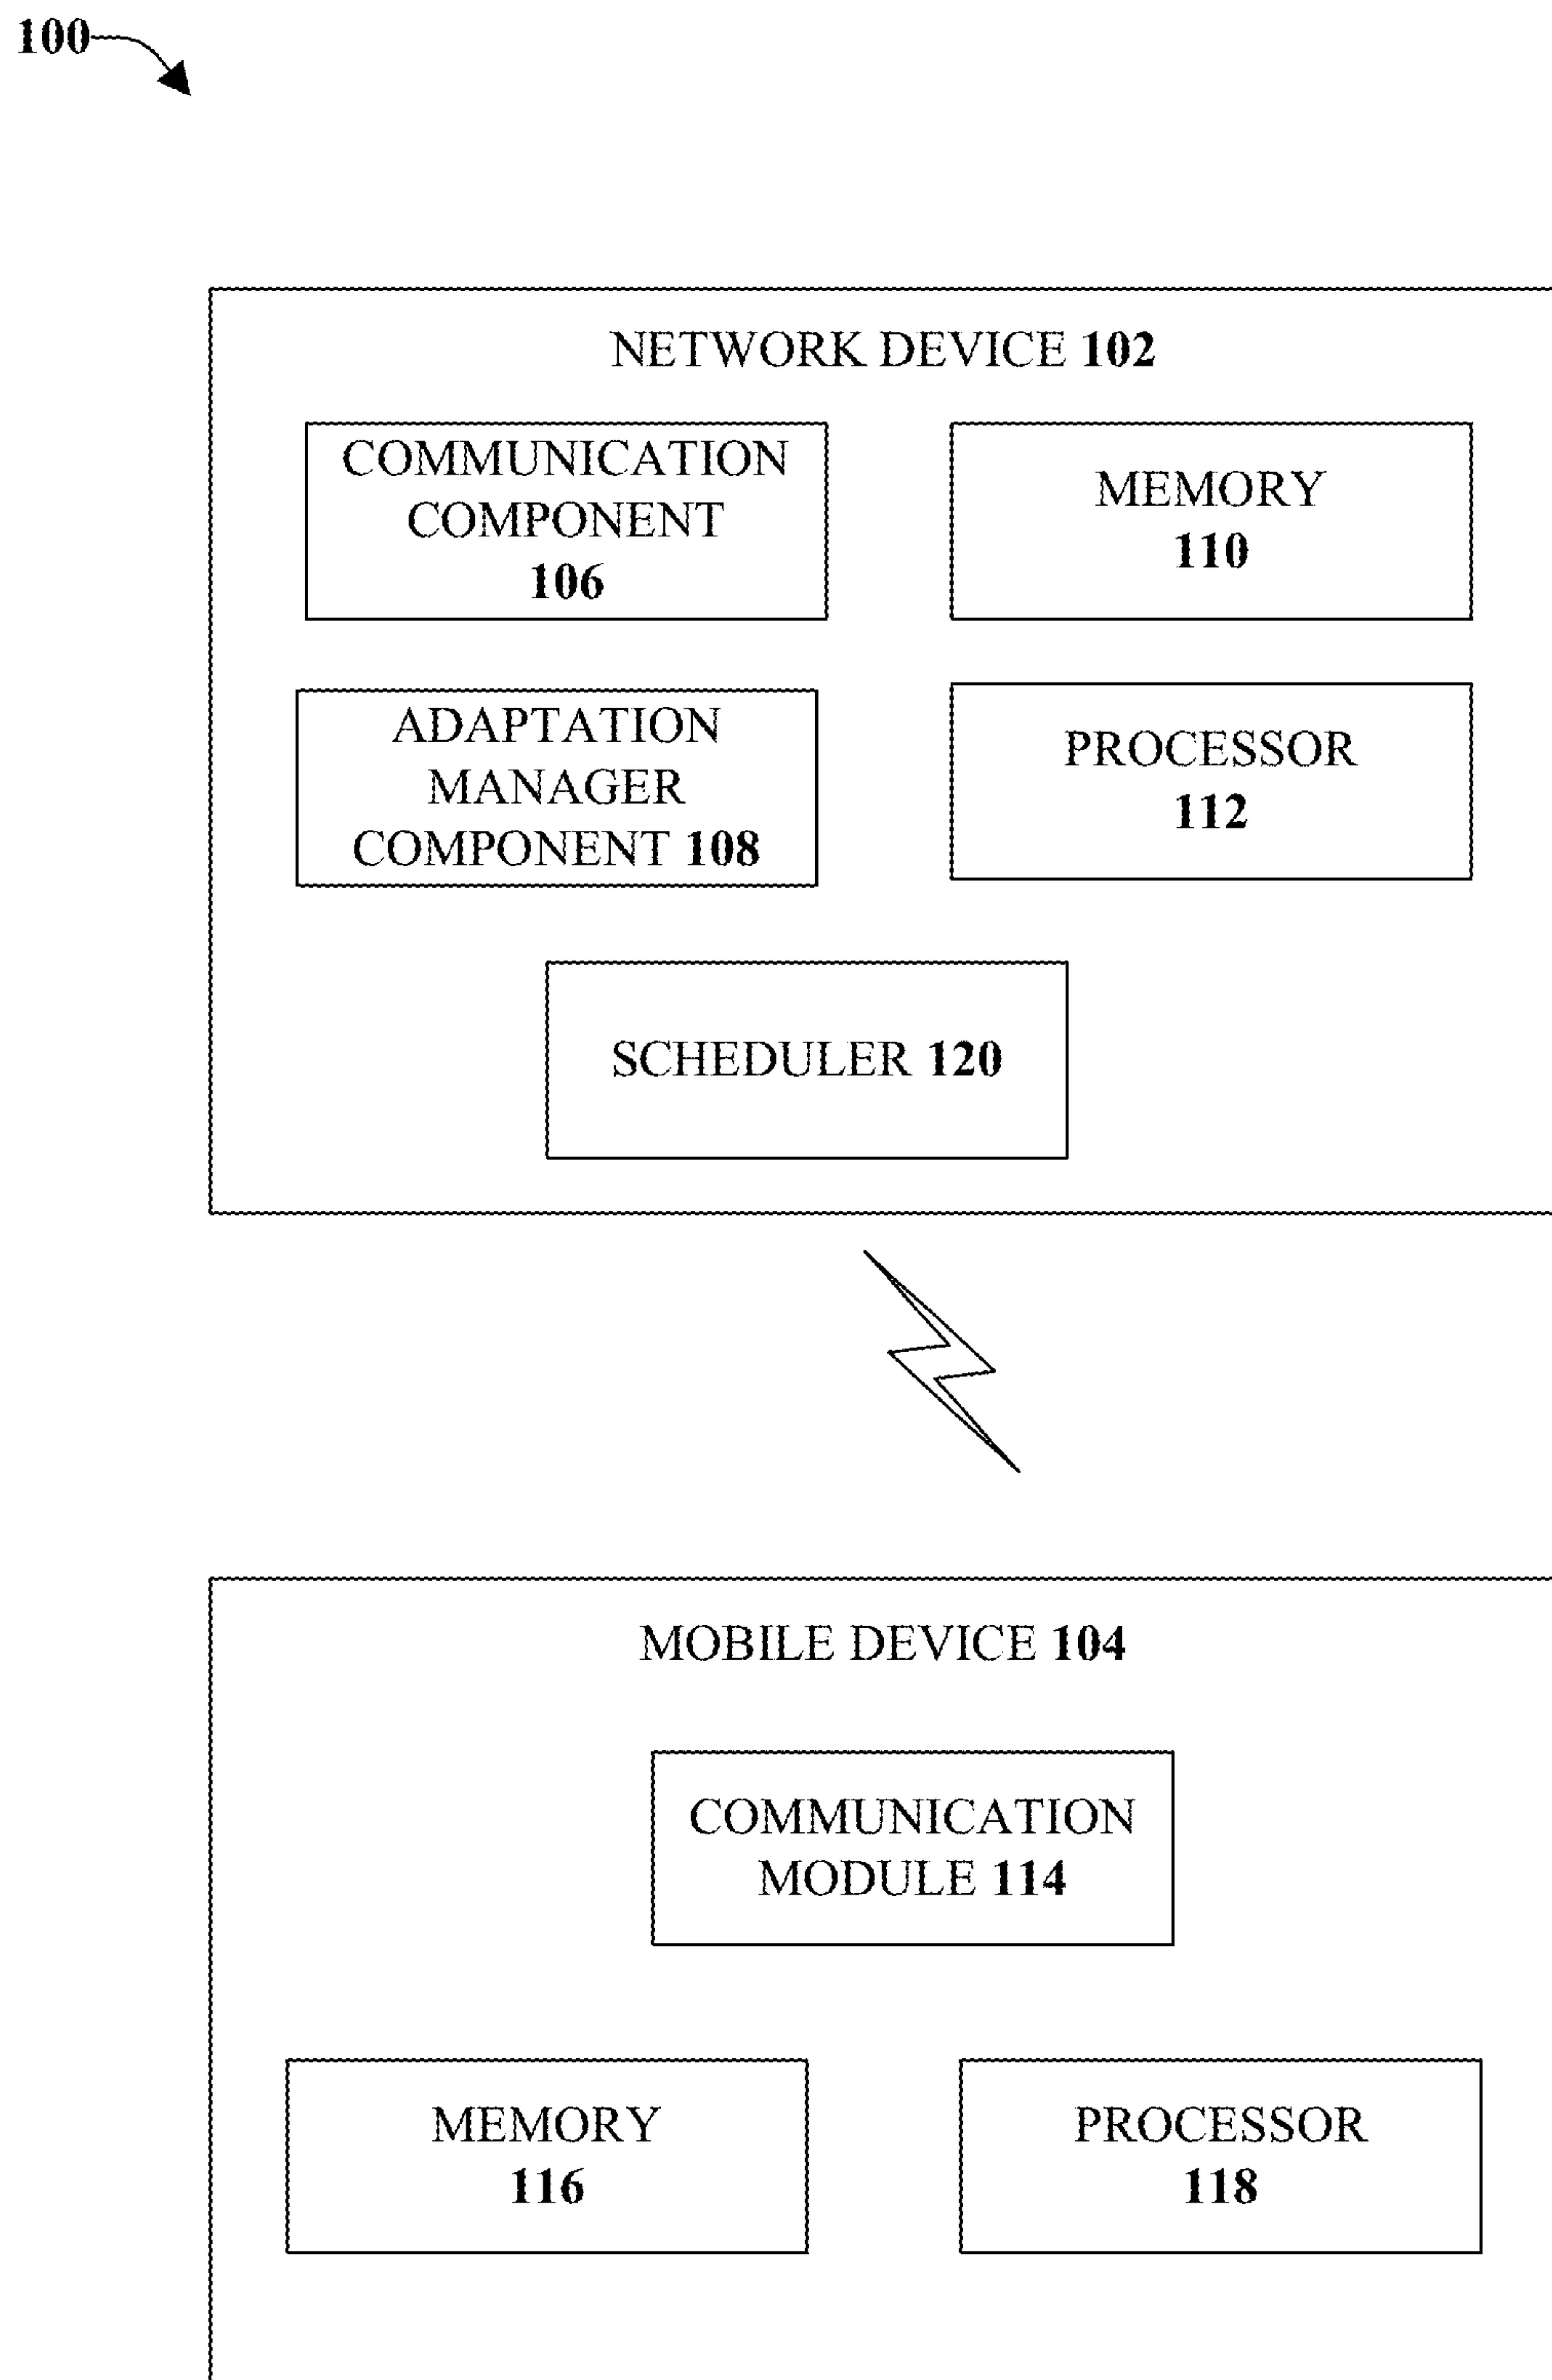 100
NETWORK DEVICE 102
COMMUNICATION
COMPONENT
106
MEMORY
110
ADAPTATION
MANAGER
COMPONENT 108
PROCESSOR
112
SCHEDULER 120
MOBILE DEVICE 104
COMMUNICATION
MODULE 114
MEMORY
116
PROCESSOR
118